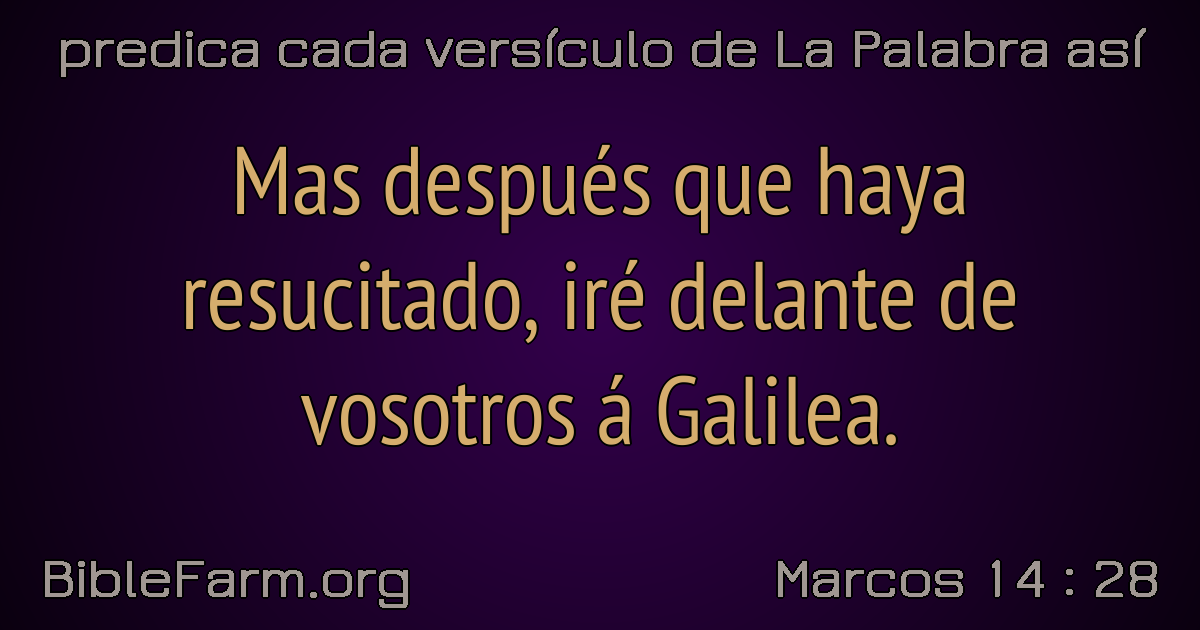 predica cada versículo de La Palabra así
Mas después que haya
resucitado, iré delante de
vosotros á Galilea.
BibleFarm.org
Marcos 14 : 28